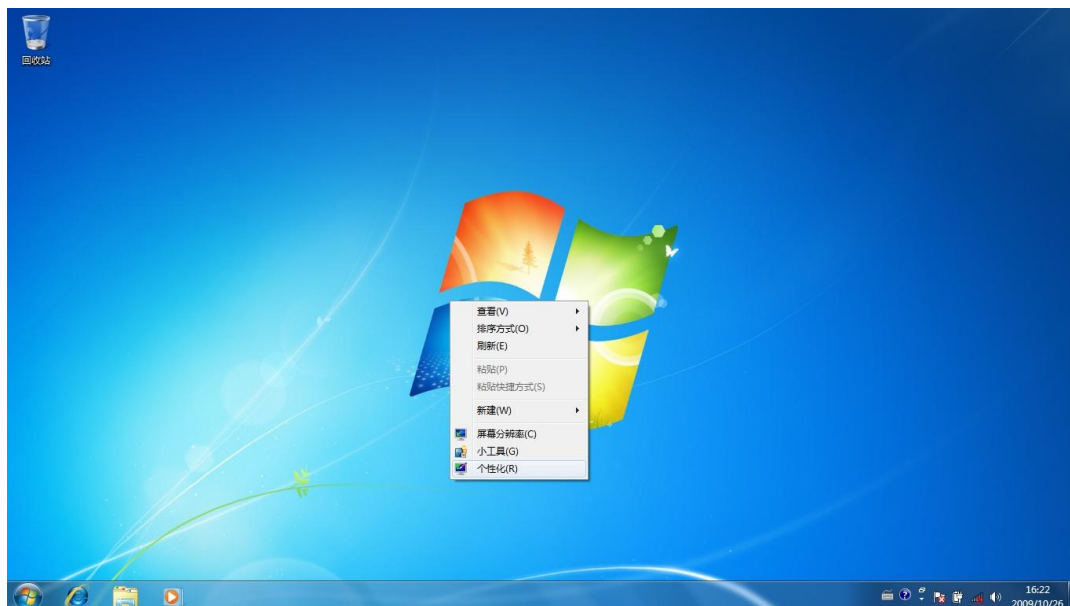 回收站
查看(V)
排序方式(O)
刷新(E)
粘贴(P)
粘贴快捷方式(S)
新建(W)
屏幕分辨率(C)
小工具(G)
个性化(R)
16:22
2009/10/26